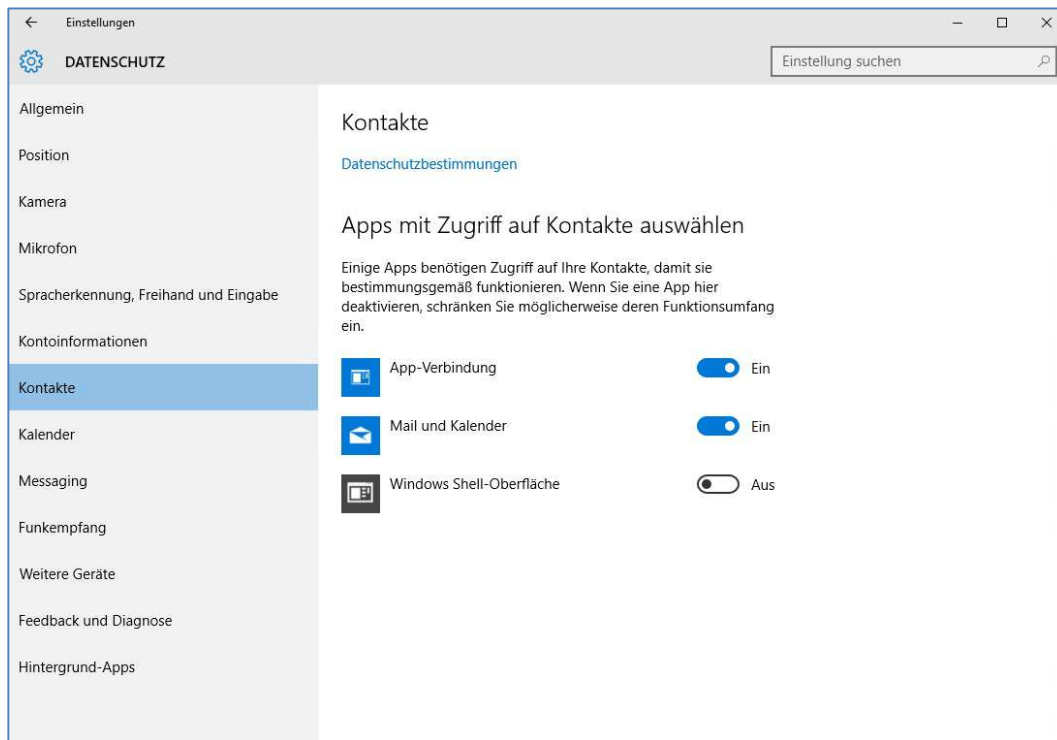 Einstellungen
DATENSCHUTZ
Einstellung suchen
Allgemein
Position
Kamera
Mikrofon
Spracherkennung, Freihand und Eingabe
Kontoinformationen
Kontakte
Kalender
Messaging
Funkempfang
Weitere Geräte
Feedback und Diagnose
Hintergrund-Apps
Kontakte
Datenschutzbestimmungen
Apps mit Zugriff auf Kontakte auswählen
Einige Apps benötigen Zugriff auf Ihre Kontakte, damit sie
bestimmungsgemäß funktionieren. Wenn Sie eine App hier
deaktivieren, schränken Sie möglicherweise deren Funktionsumfang
ein.
App-Verbindung Ein
Mail und Kalender Ein
Windows Shell-Oberfläche Aus